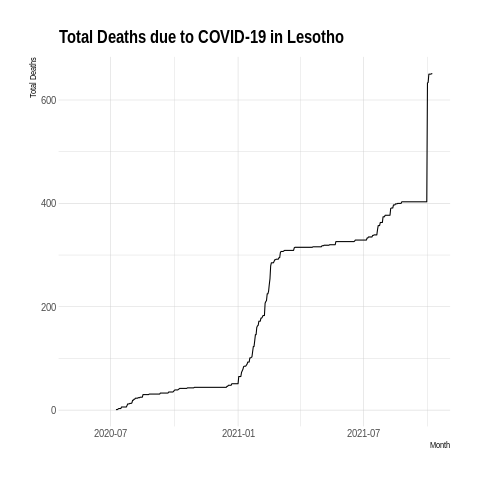 Total Deaths due to COVID-19 in Lesotho
Total Deaths
600
400
200
0
2020-07
2021-01
2021-07
Month